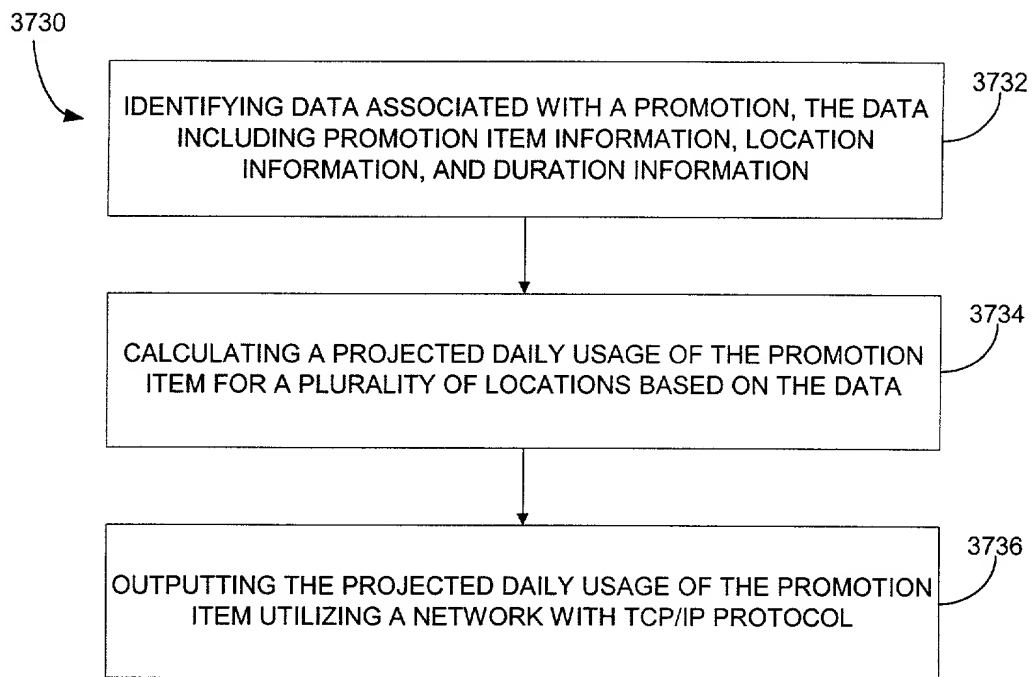 3730
3732
IDENTIFYING DATA ASSOCIATED WITH A PROMOTION, THE DATA
INCLUDING PROMOTION ITEM INFORMATION, LOCATION
INFORMATION, AND DURATION INFORMATION
3734
CALCULATING A PROJECTED DAILY USAGE OF THE PROMOTION
ITEM FOR A PLURALITY OF LOCATIONS BASED ON THE DATA
3736
OUTPUTTING THE PROJECTED DAILY USAGE OF THE PROMOTION
ITEM UTILIZING A NETWORK WITH TCP/IP PROTOCOL